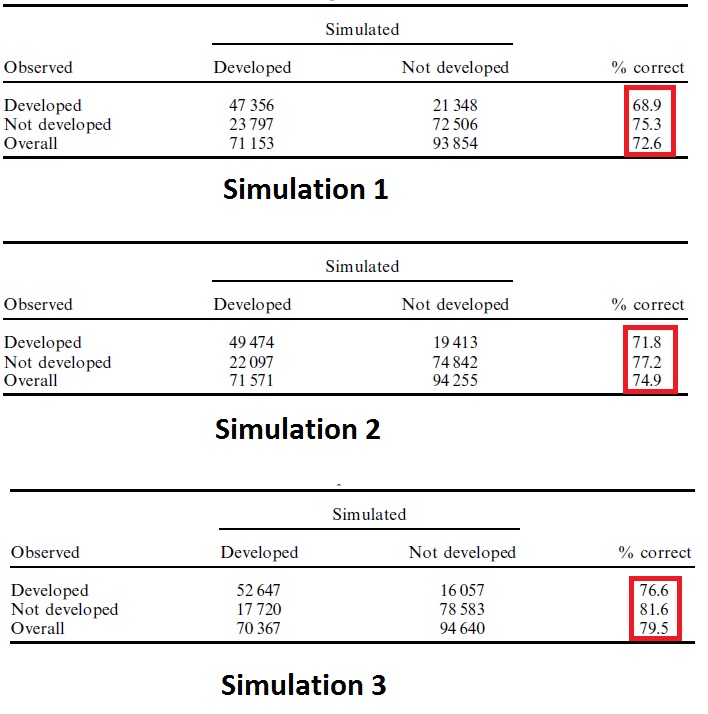 Simulated
Observed Developed Not developed % correct
Developed 47 356 21 348 68.9
Not developed 23 797 72 506 75.3
Overall 71 153 93 854 72.6
Simulation 1
Simulated
Observed Developed Not developed % correct
Developed 49 474 19 413 71.8
Not developed 22 097 74 842 77.2
Overall 71 571 94 255 74.9
Simulation 2
Simulated
Observed Developed Not developed % correct
Developed 52 647 16 057 76.6
Not developed 17 720 78 583 81.6
Overall 70 367 94 640 79.5
Simulation 3